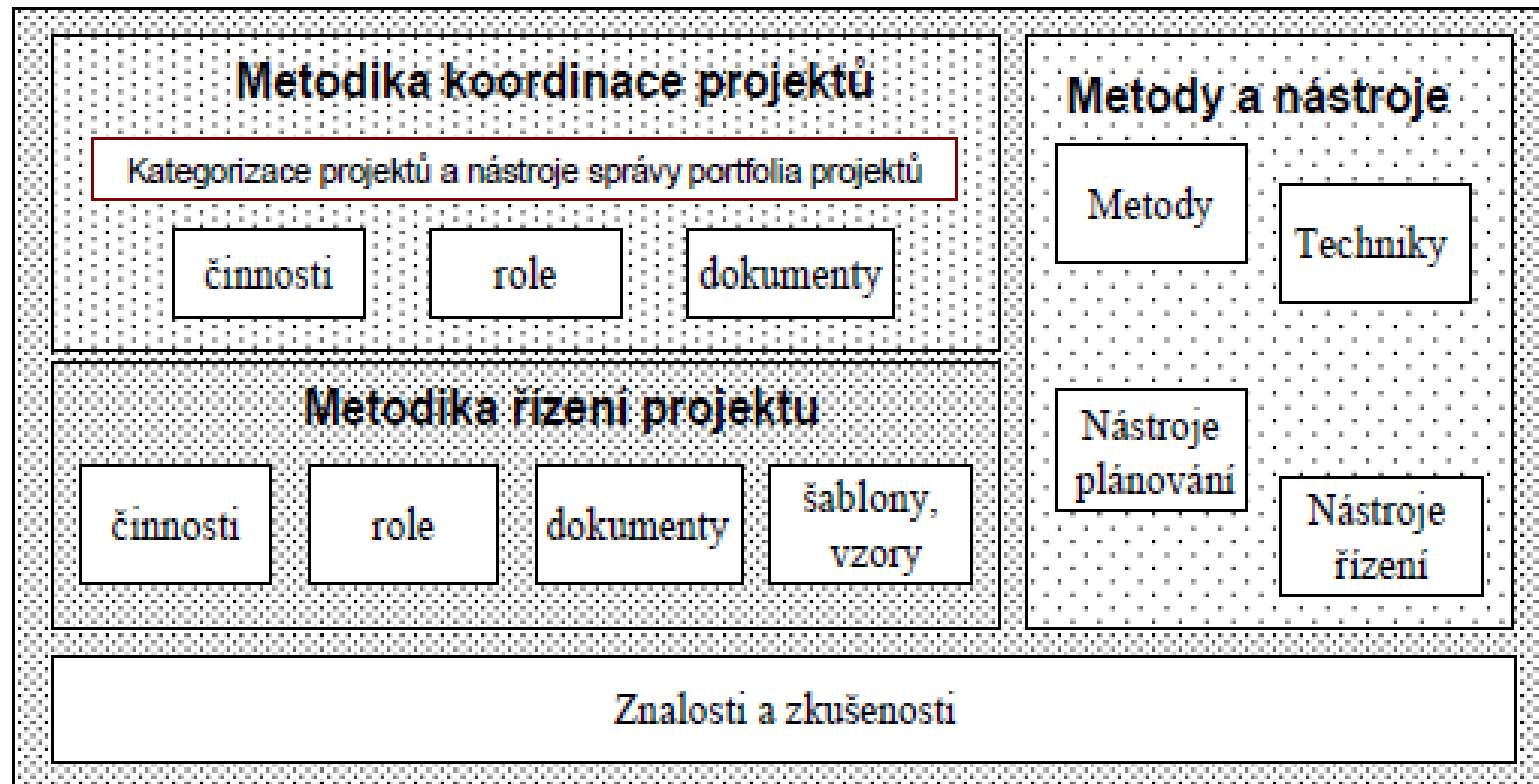 Metodika koordinace projektů
Kategorizace projektů a nástroje správy portfolia projektů
činnosti
role
dokumenty
Metodika řízení projektu
činnosti
role
dokumenty
šablony,
vzory
Metody a nástroje
Metody
Techniky
Nástroje
plánování
Nástroje
řízení
Znalosti a zkušenosti